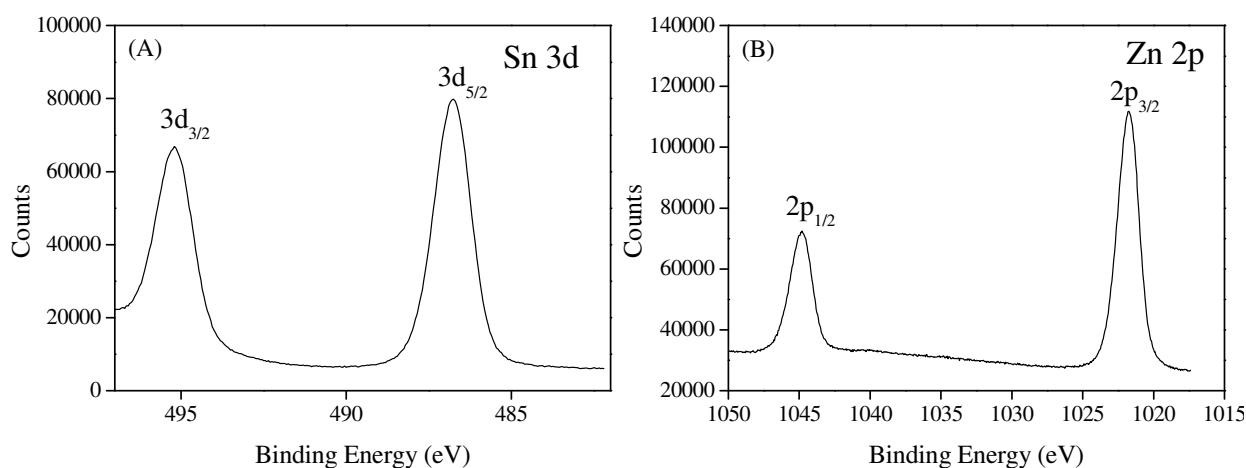 (A)
Sn 3d
3d3/2
3d5/2
100000
80000
60000
40000
20000
0
Counts
495
490
485
Binding Energy (eV)
(B)
Zn 2p
2p1/2
2p3/2
140000
120000
100000
80000
60000
40000
20000
Counts
1050
1045
1040
1035
1030
1025
1020
1015
Binding Energy (eV)